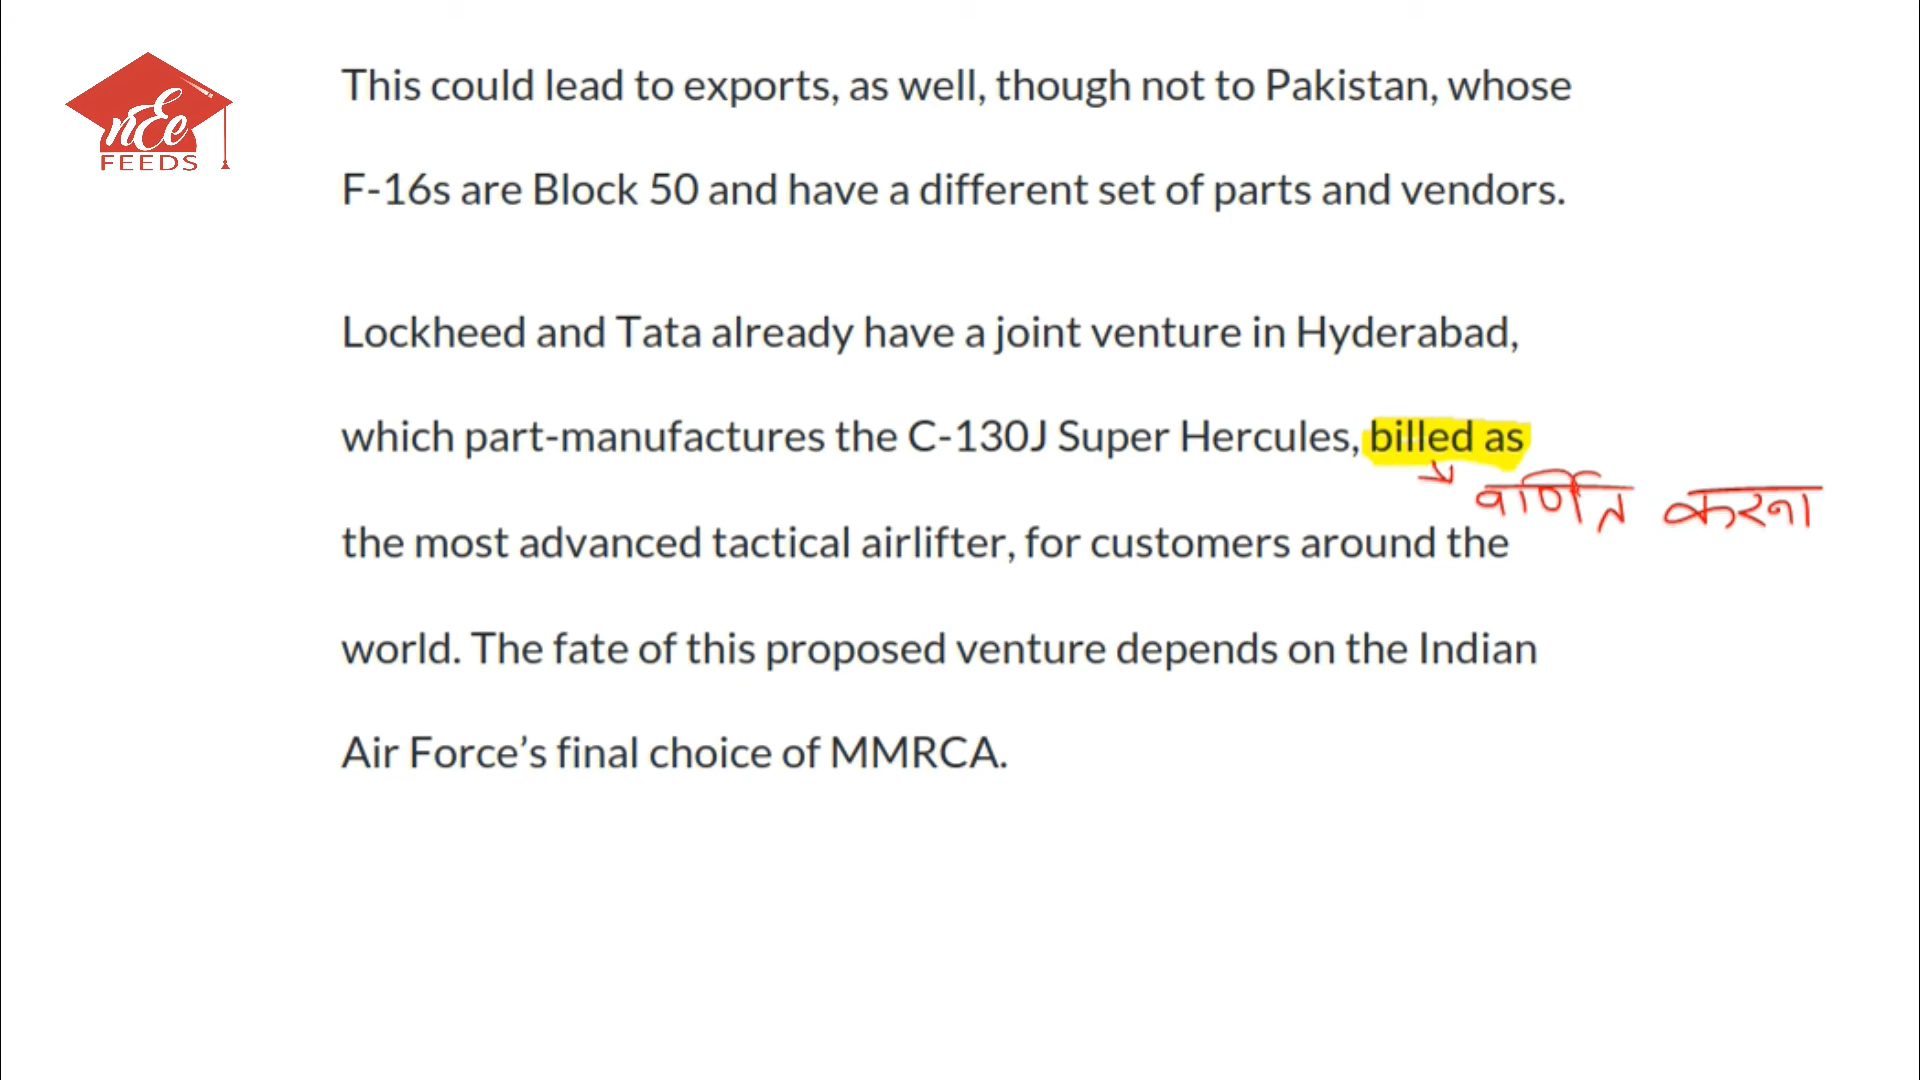 nEe
FEEDS
This could lead to exports, as well, though not to Pakistan, whose
F-16s are Block 50 and have a different set of parts and vendors.
Lockheed and Tata already have a joint venture in Hyderabad,
which part-manufactures the C-130J Super Hercules, billed as
वर्णित करना
the most advanced tactical airlifter, for customers around the
world. The fate of this proposed venture depends on the Indian
Air Force’s final choice of MMRCA.